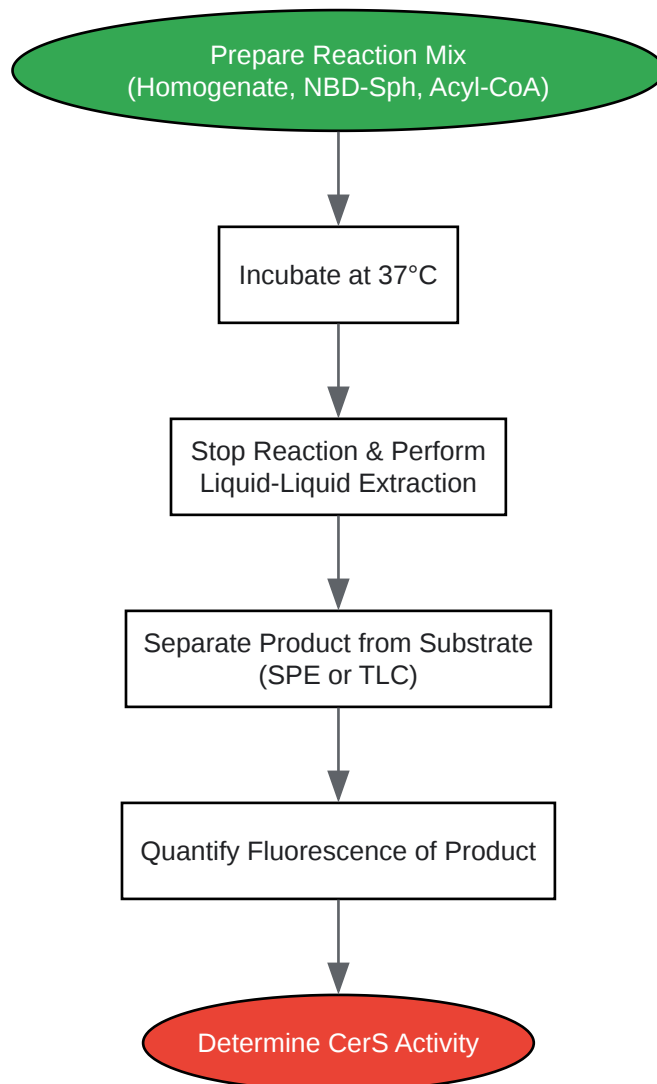 Prepare Reaction Mix
(Homogenate, NBD-Sph, Acyl-CoA)
Incubate at 37°C
Stop Reaction & Perform
Liquid-Liquid Extraction
Separate Product from Substrate
(SPE or TLC)
Quantify Fluorescence of Product
Determine CerS Activity